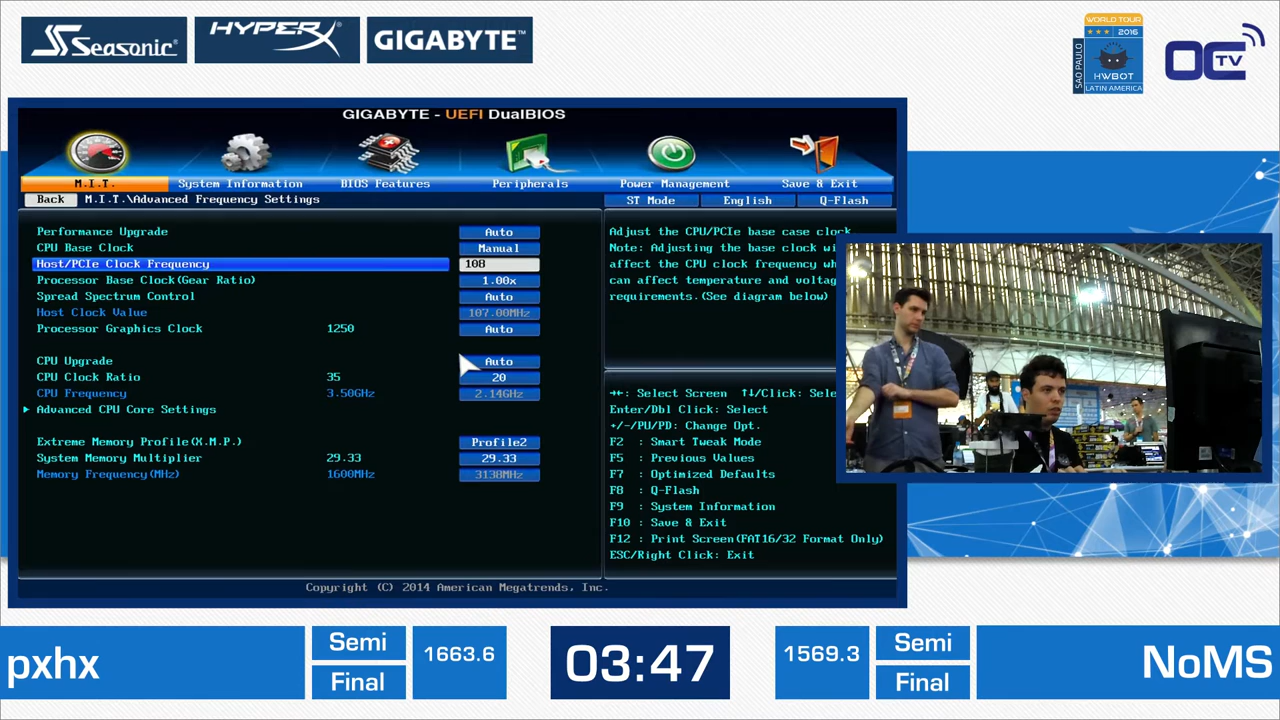 SeaSonic®
HYPERX®
GIGABYTE™
WORLD TOUR
2016
SAO PAULO
HWBOT
LATIN AMERICA
OC TV
GIGABYTE - UEFI DualBIOS
M.I.T. System Information BIOS Features Peripherals Power Management Save & Exit
Back M.I.T.\Advanced Frequency Settings ST Mode English Q-Flash
Performance Upgrade Auto
CPU Base Clock Manual
Host/PCIe Clock Frequency 108
Processor Base Clock(Gear Ratio) 1.00x
Spread Spectrum Control Auto
Host Clock Value 107.00MHz
Processor Graphics Clock 1250 Auto
CPU Upgrade Auto
CPU Clock Ratio 35 20
CPU Frequency 3.50GHz 2.14GHz
Advanced CPU Core Settings
Extreme Memory Profile(X.M.P.) Profile2
System Memory Multiplier 29.33 29.33
Memory Frequency(MHz) 1600MHz 3138MHz
Adjust the CPU/PCIe base case clock.
Note: Adjusting the base clock wi
affect the CPU clock frequency wh
can affect temperature and voltag
requirements.(See diagram below)
→←: Select Screen ↑↓/Click: Sele
Enter/Dbl Click: Select
+/-/PU/PD: Change Opt.
F2 : Smart Tweak Mode
F5 : Previous Values
F7 : Optimized Defaults
F8 : Q-Flash
F9 : System Information
F10 : Save & Exit
F12 : Print Screen(FAT16/32 Format Only)
ESC/Right Click: Exit
Copyright (C) 2014 American Megatrends, Inc.
pxhx
Semi
Final
1663.6
03:47
1569.3
Semi
Final
NoMS